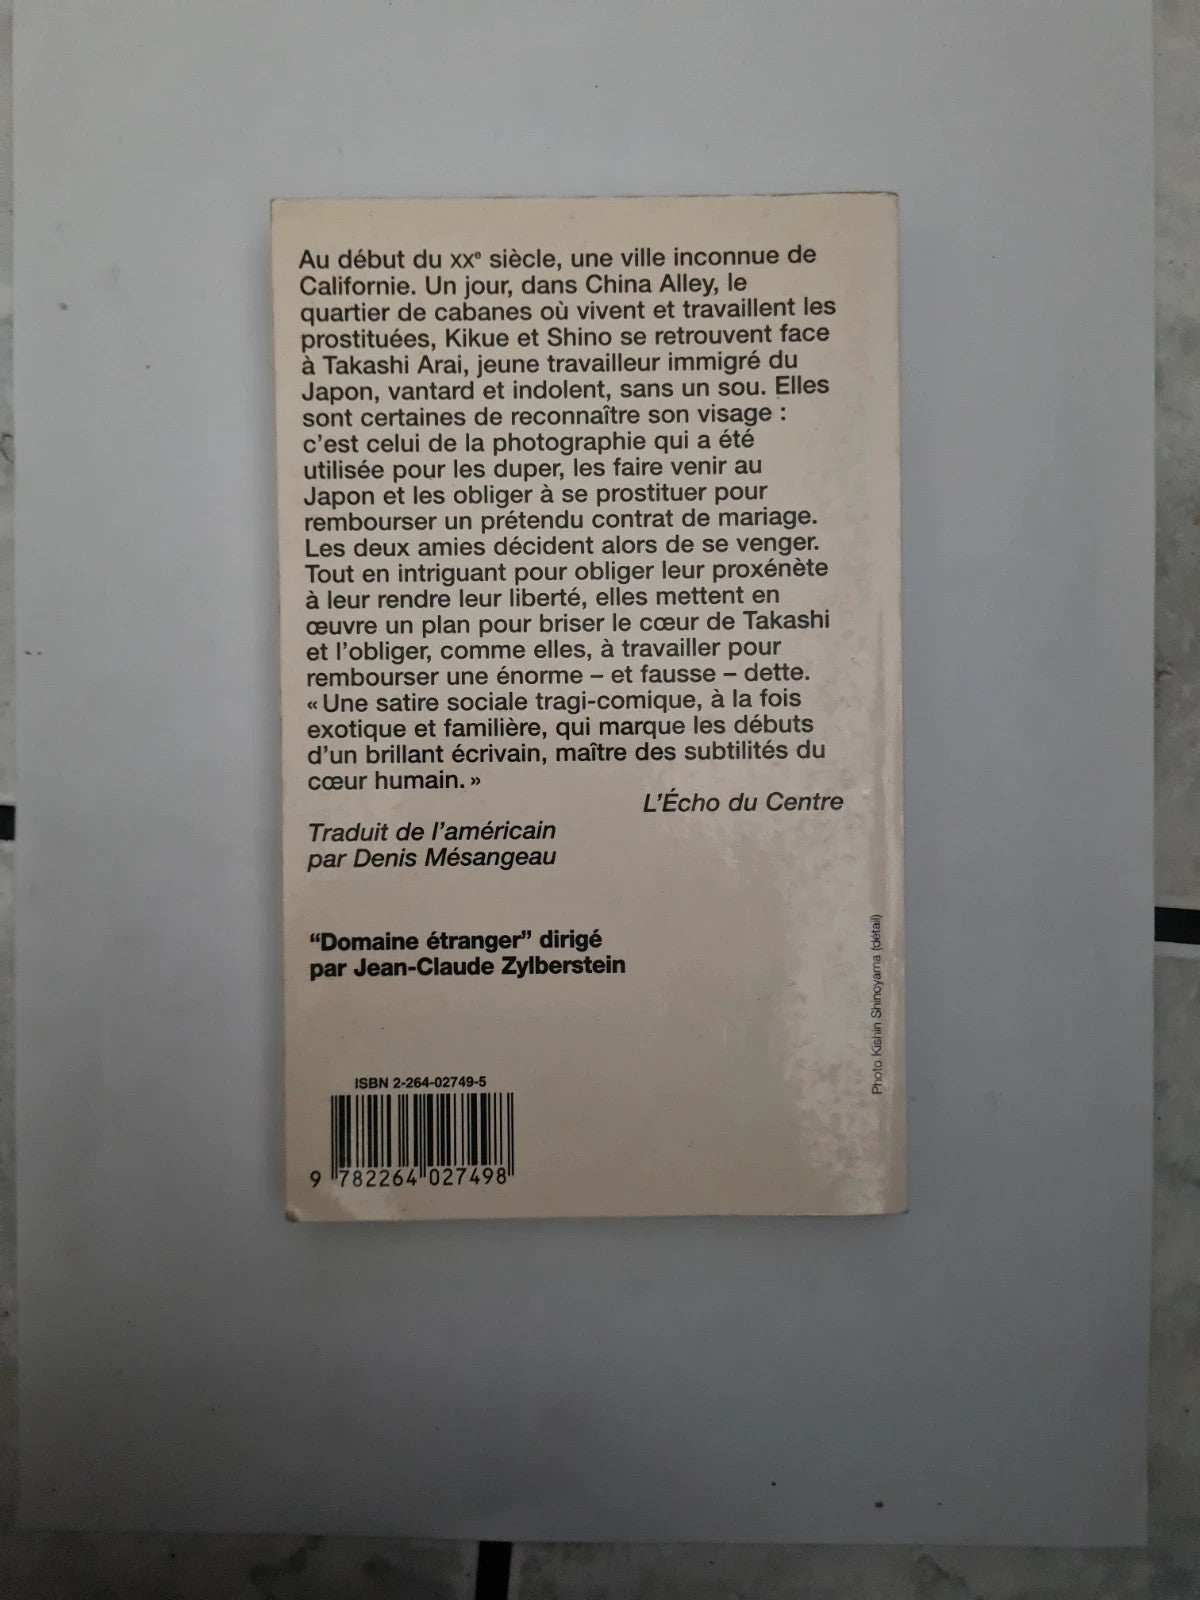 Au début du XXe siècle, une ville inconnue de
Californie. Un jour, dans China Alley, le
quartier de cabanes où vivent et travaillent les
prostituées, Kikue et Shino se retrouvent face
à Takashi Arai, jeune travailleur immigré du
Japon, vantard et indolent, sans un sou. Elles
sont certaines de reconnaître son visage :
c'est celui de la photographie qui a été
utilisée pour les duper, les faire venir au
Japon et les obliger à se prostituer pour
rembourser un prétendu contrat de mariage.
Les deux amies décident alors de se venger.
Tout en intriguant pour obliger leur proxénète
à leur rendre leur liberté, elles mettent en
œuvre un plan pour briser le cœur de Takashi
et l'obliger, comme elles, à travailler pour
rembourser une énorme – et fausse – dette.
« Une satire sociale tragi-comique, à la fois
exotique et familière, qui marque les débuts
d'un brillant écrivain, maître des subtilités du
cœur humain. »
L'Écho du Centre
Traduit de l'américain
par Denis Mésangeau
"Domaine étranger" dirigé
par Jean-Claude Zylberstein
Photo Kishin Shinoyama (détail)
ISBN 2-264-02749-5
9 782264 027498